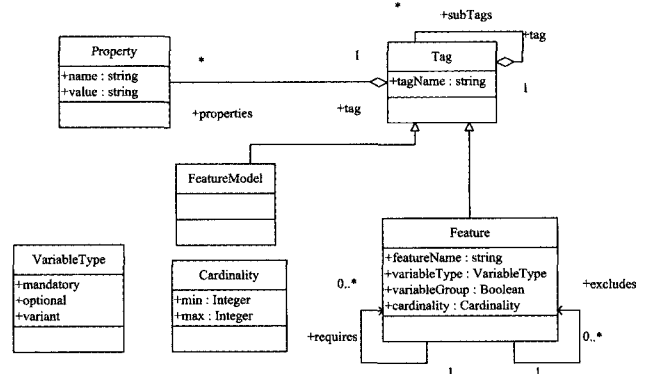 *
+subTags
+tag
Property
+name : string
+value : string
*
1
Tag
+tagName : string
1
+properties
+tag
FeatureModel
VariableType
+mandatory
+optional
+variant
Cardinality
+min : Integer
+max : Integer
Feature
+featureName : string
+variableType : VariableType
+variableGroup : Boolean
+cardinality : Cardinality
0..*
+excludes
+requires
0..*
1
1